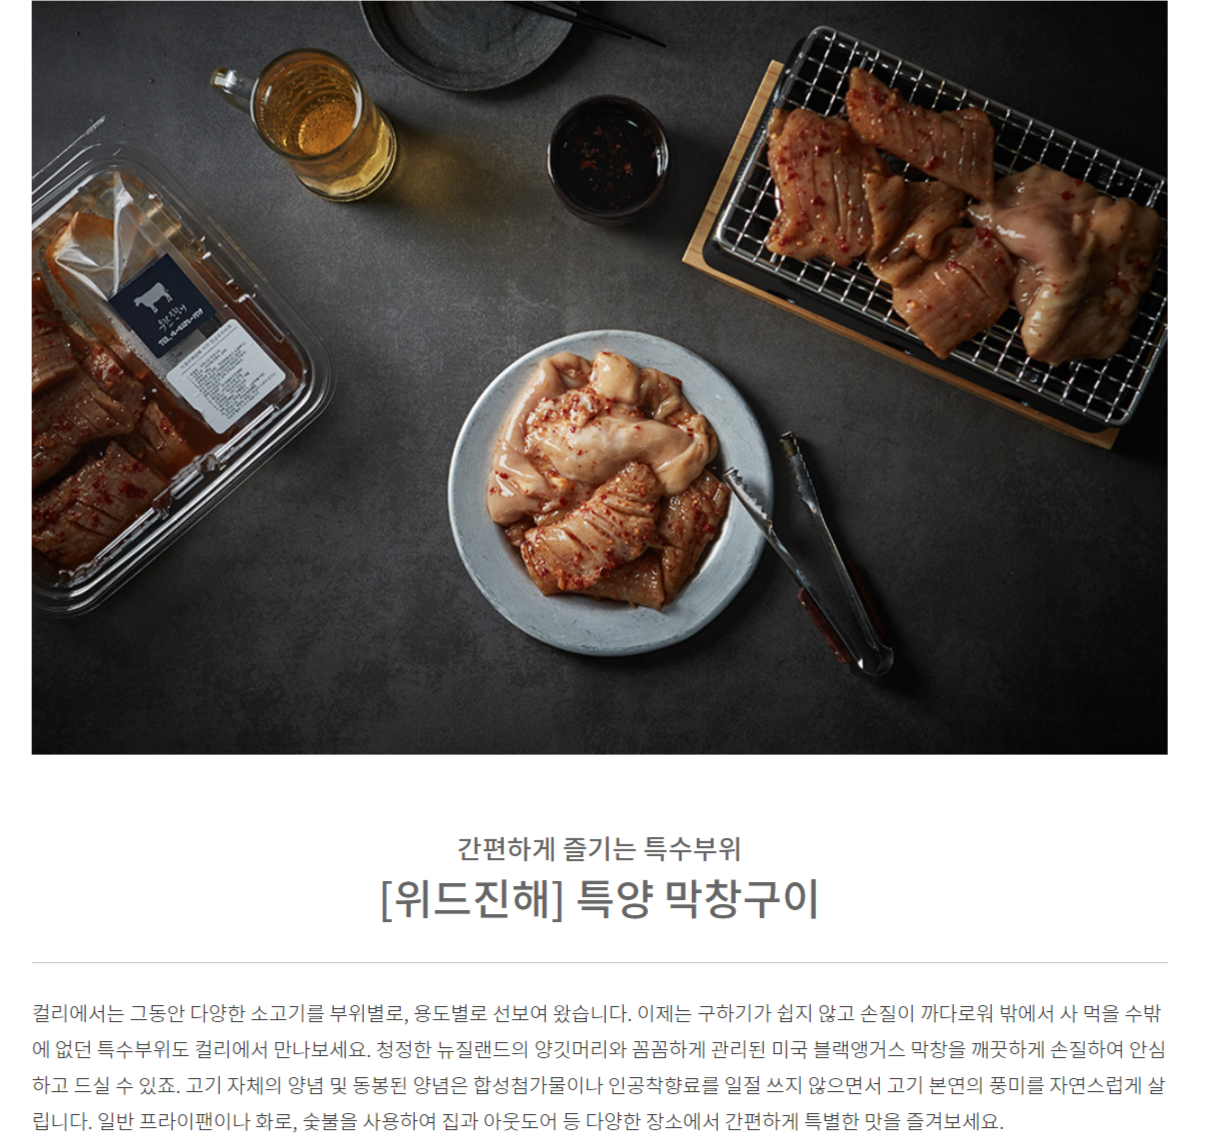 간편하게 즐기는 특수부위
[위드진해] 특양 막창구이
컬리에서는 그동안 다양한 소고기를 부위별로, 용도별로 선보여 왔습니다. 이제는 구하기가 쉽지 않고 손질이 까다로워 밖에서 사 먹을 수밖
에 없던 특수부위도 컬리에서 만나보세요. 청정한 뉴질랜드의 양깃머리와 꼼꼼하게 관리된 미국 블랙앵거스 막창을 깨끗하게 손질하여 안심
하고 드실 수 있죠. 고기 자체의 양념 및 동봉된 양념은 합성첨가물이나 인공착향료를 일절 쓰지 않으면서 고기 본연의 풍미를 자연스럽게 살
립니다. 일반 프라이팬이나 화로, 숯불을 사용하여 집과 아웃도어 등 다양한 장소에서 간편하게 특별한 맛을 즐겨보세요.